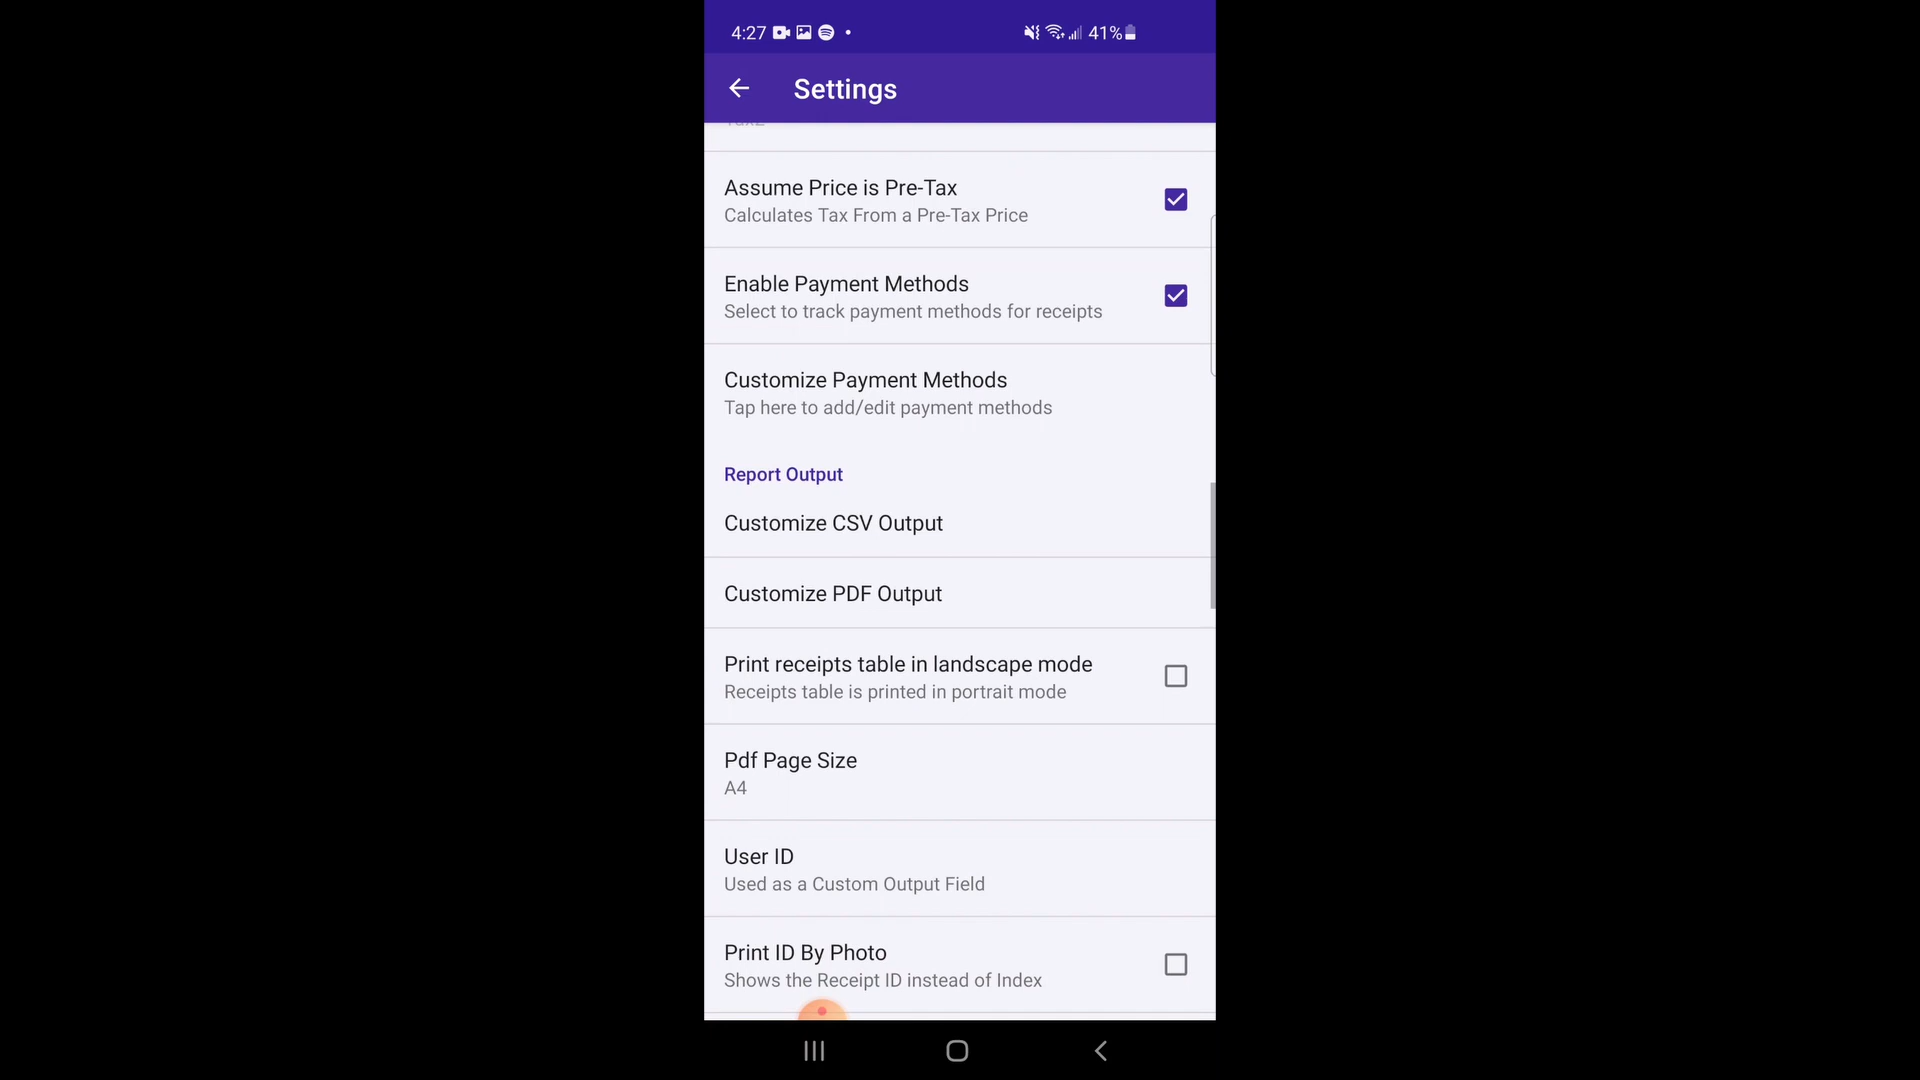 4:27 41%
Settings
Assume Price is Pre-Tax
Calculates Tax From a Pre-Tax Price
Enable Payment Methods
Select to track payment methods for receipts
Customize Payment Methods
Tap here to add/edit payment methods
Report Output
Customize CSV Output
Customize PDF Output
Print receipts table in landscape mode
Receipts table is printed in portrait mode
Pdf Page Size
A4
User ID
Used as a Custom Output Field
Print ID By Photo
Shows the Receipt ID instead of Index